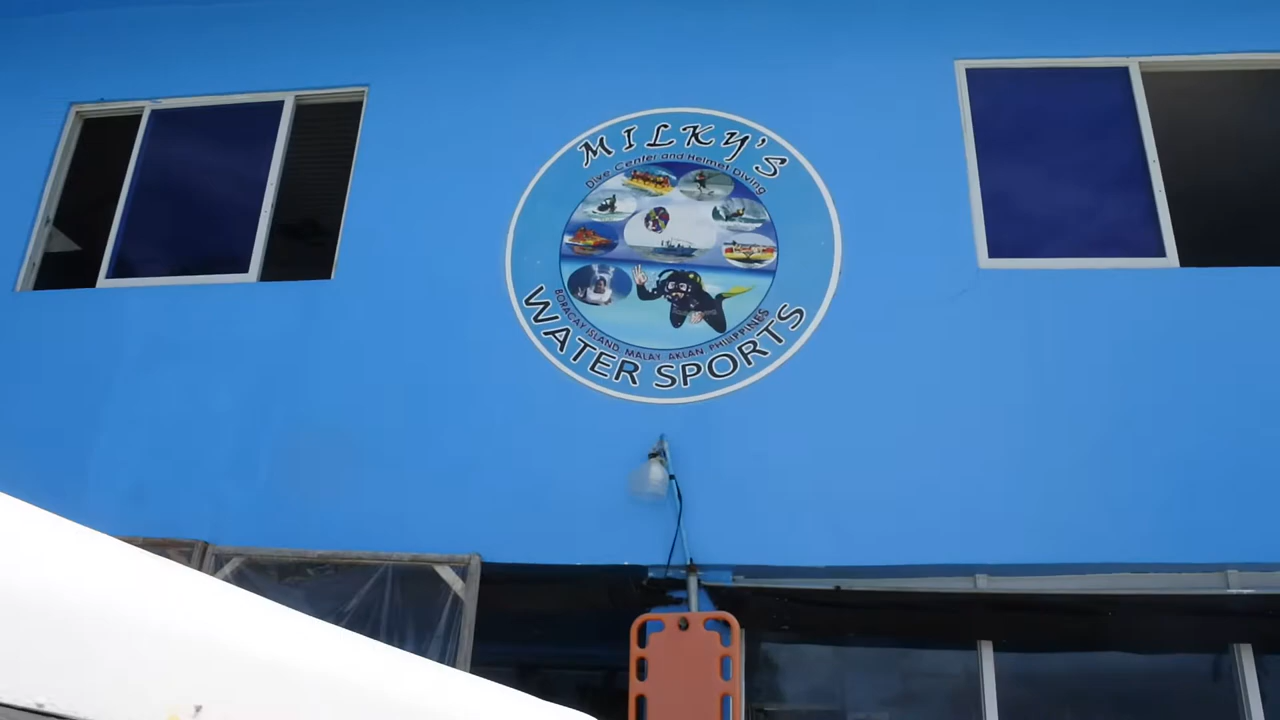 MILKY'S
Dive Center and Helmet Diving
BORACAY ISLAND, MALAY, AKLAN, PHILIPPINES
WATER SPORTS